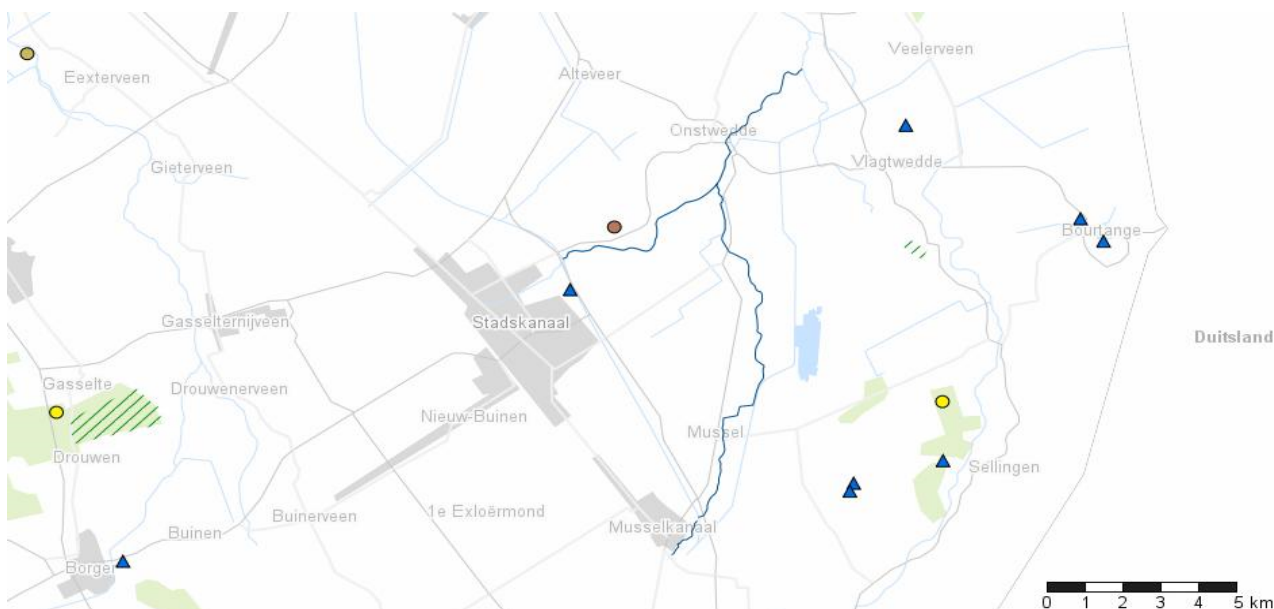 Veelerveen
Eexterveen
Alteveer
Onstwedde
Vlagtwedde
Gieterveen
Bourtange
Gasselternijveen
Stadskanaal
Duitsland
Gasselte
Drouwenerveen
Nieuw-Buinen
Mussel
Drouwen
Sellingen
1e Exloërmond
Buinerveen
Musselkanaal
Buinen
Borger
0 1 2 3 4 5 km